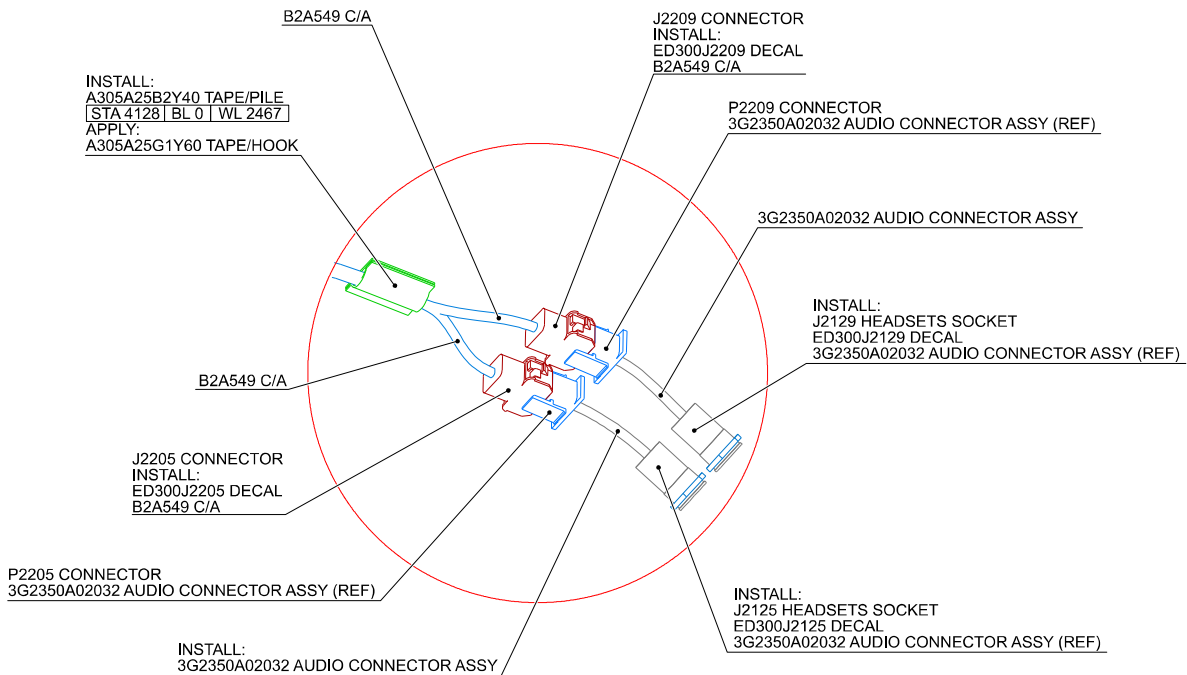 B2A549 C/A
J2209 CONNECTOR
INSTALL:
ED300J2209 DECAL
B2A549 C/A
INSTALL:
A305A25B2Y40 TAPE/PILE
STA 4128 BL 0 WL 2467
APPLY:
A305A25G1Y60 TAPE/HOOK
P2209 CONNECTOR
3G2350A02032 AUDIO CONNECTOR ASSY (REF)
3G2350A02032 AUDIO CONNECTOR ASSY
INSTALL:
J2129 HEADSETS SOCKET
ED300J2129 DECAL
3G2350A02032 AUDIO CONNECTOR ASSY (REF)
B2A549 C/A
J2205 CONNECTOR
INSTALL:
ED300J2205 DECAL
B2A549 C/A
P2205 CONNECTOR
3G2350A02032 AUDIO CONNECTOR ASSY (REF)
INSTALL:
J2125 HEADSETS SOCKET
ED300J2125 DECAL
3G2350A02032 AUDIO CONNECTOR ASSY (REF)
INSTALL:
3G2350A02032 AUDIO CONNECTOR ASSY